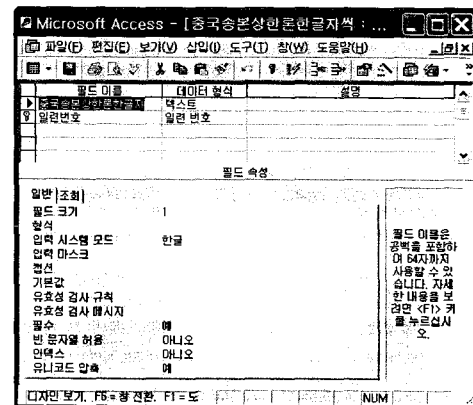 Microsoft Access - [중국송본상한론한글자씩 : ...
파일(F) 편집(E) 보기(V) 삽입(I) 도구(T) 창(W) 도움말(H)
필드 이름 데이터 형식 설명
중국송본상한론한글자 텍스트
일련번호 일련 번호
필드 속성
일반 조회
필드 크기 1
형식
입력 시스템 모드 한글
입력 마스크
캡션
기본값
유효성 검사 규칙
유효성 검사 메시지
필수 예
빈 문자열 허용 아니오
인덱스 아니오
유니코드 압축 예
필드 이름은
공백을 포함하
여 64자까지
사용할 수 있
습니다. 자세
한 내용을 보
려면 <F1> 키
를 누르십시
오.
디자인 보기. F6 = 창 전환. F1 = 도 NUM